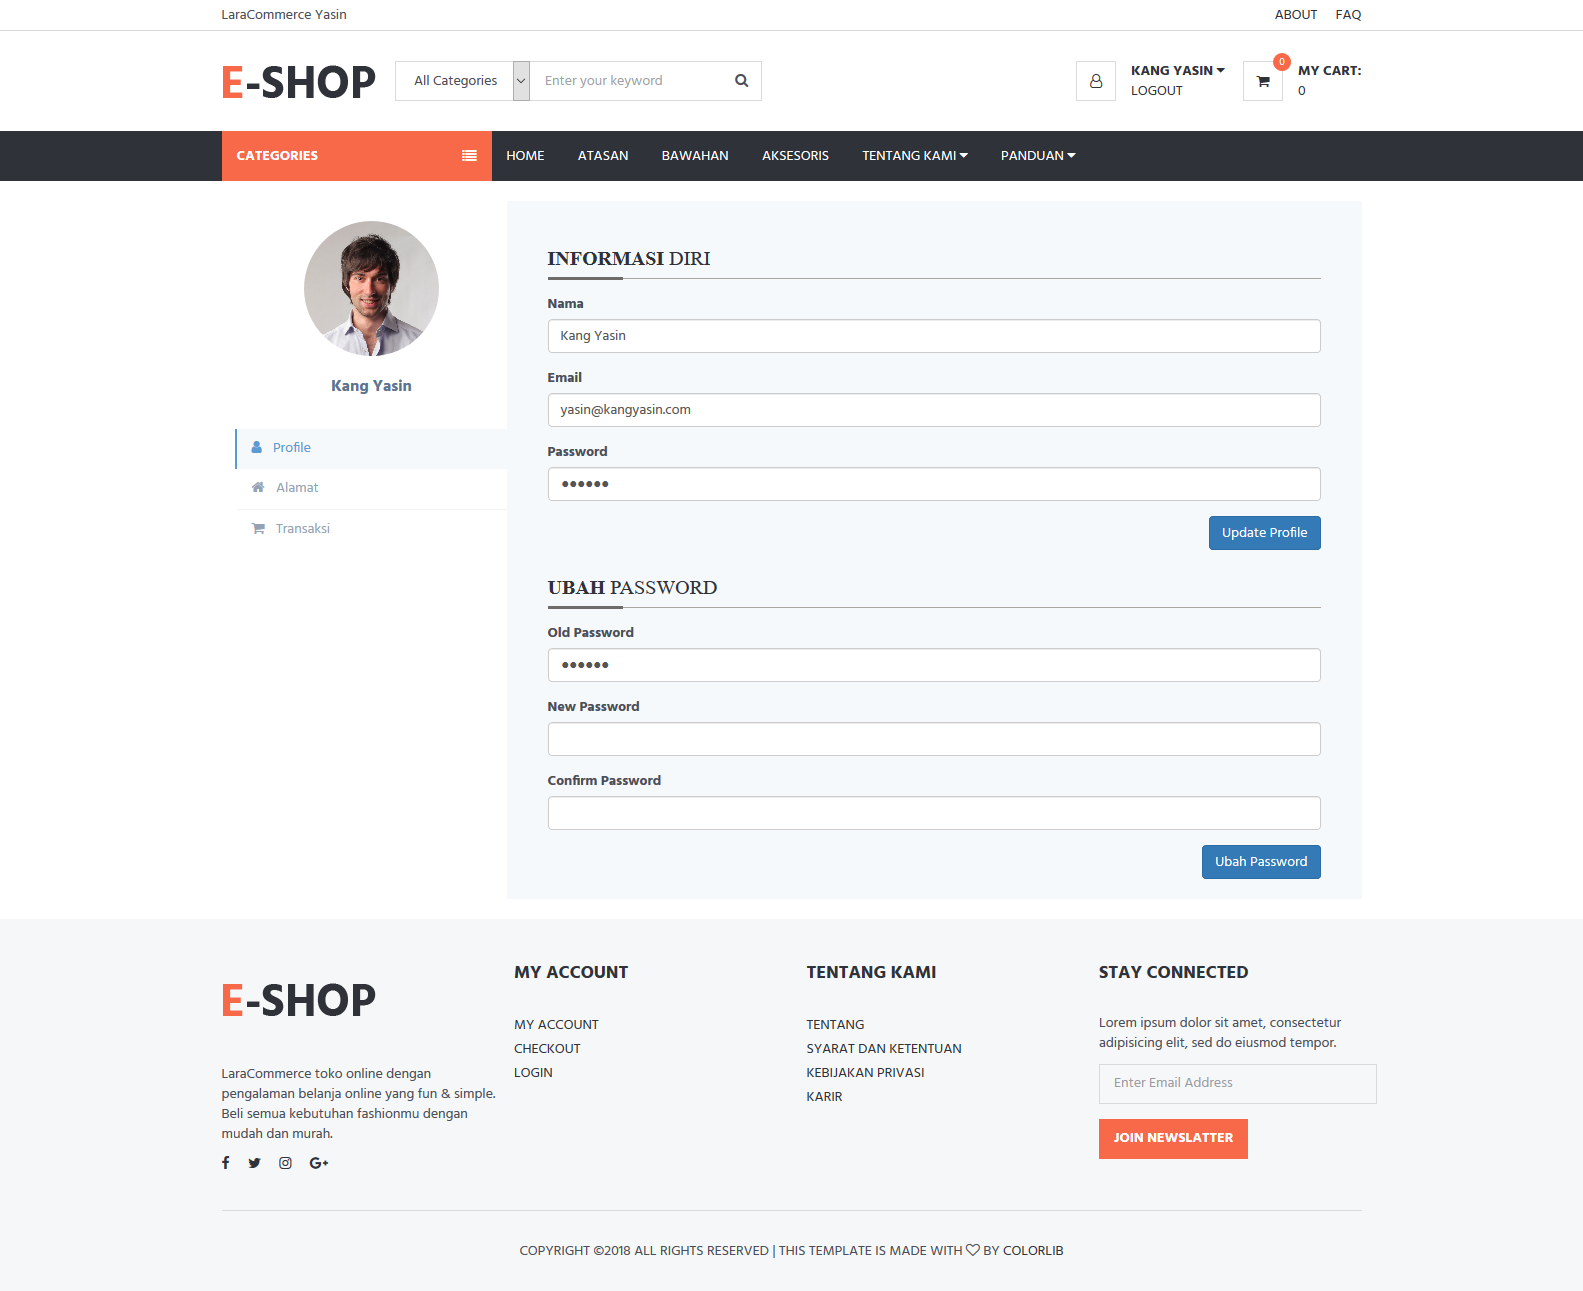 LaraCommerce Yasin
ABOUT FAQ
E-SHOP
All Categories
Enter your keyword
KANG YASIN
LOGOUT
0
MY CART:
0
CATEGORIES
HOME ATASAN BAWAHAN AKSESORIS TENTANG KAMI PANDUAN
Kang Yasin
Profile
Alamat
Transaksi
INFORMASI DIRI
Nama
Kang Yasin
Email
yasin@kangyasin.com
Password
••••••
Update Profile
UBAH PASSWORD
Old Password
••••••
New Password
Confirm Password
Ubah Password
E-SHOP
LaraCommerce toko online dengan
pengalaman belanja online yang fun & simple.
Beli semua kebutuhan fashionmu dengan
mudah dan murah.
MY ACCOUNT
MY ACCOUNT
CHECKOUT
LOGIN
TENTANG KAMI
TENTANG
SYARAT DAN KETENTUAN
KEBIJAKAN PRIVASI
KARIR
STAY CONNECTED
Lorem ipsum dolor sit amet, consectetur
adipisicing elit, sed do eiusmod tempor.
Enter Email Address
JOIN NEWSLATTER
COPYRIGHT ©2018 ALL RIGHTS RESERVED | THIS TEMPLATE IS MADE WITH ♡ BY COLORLIB